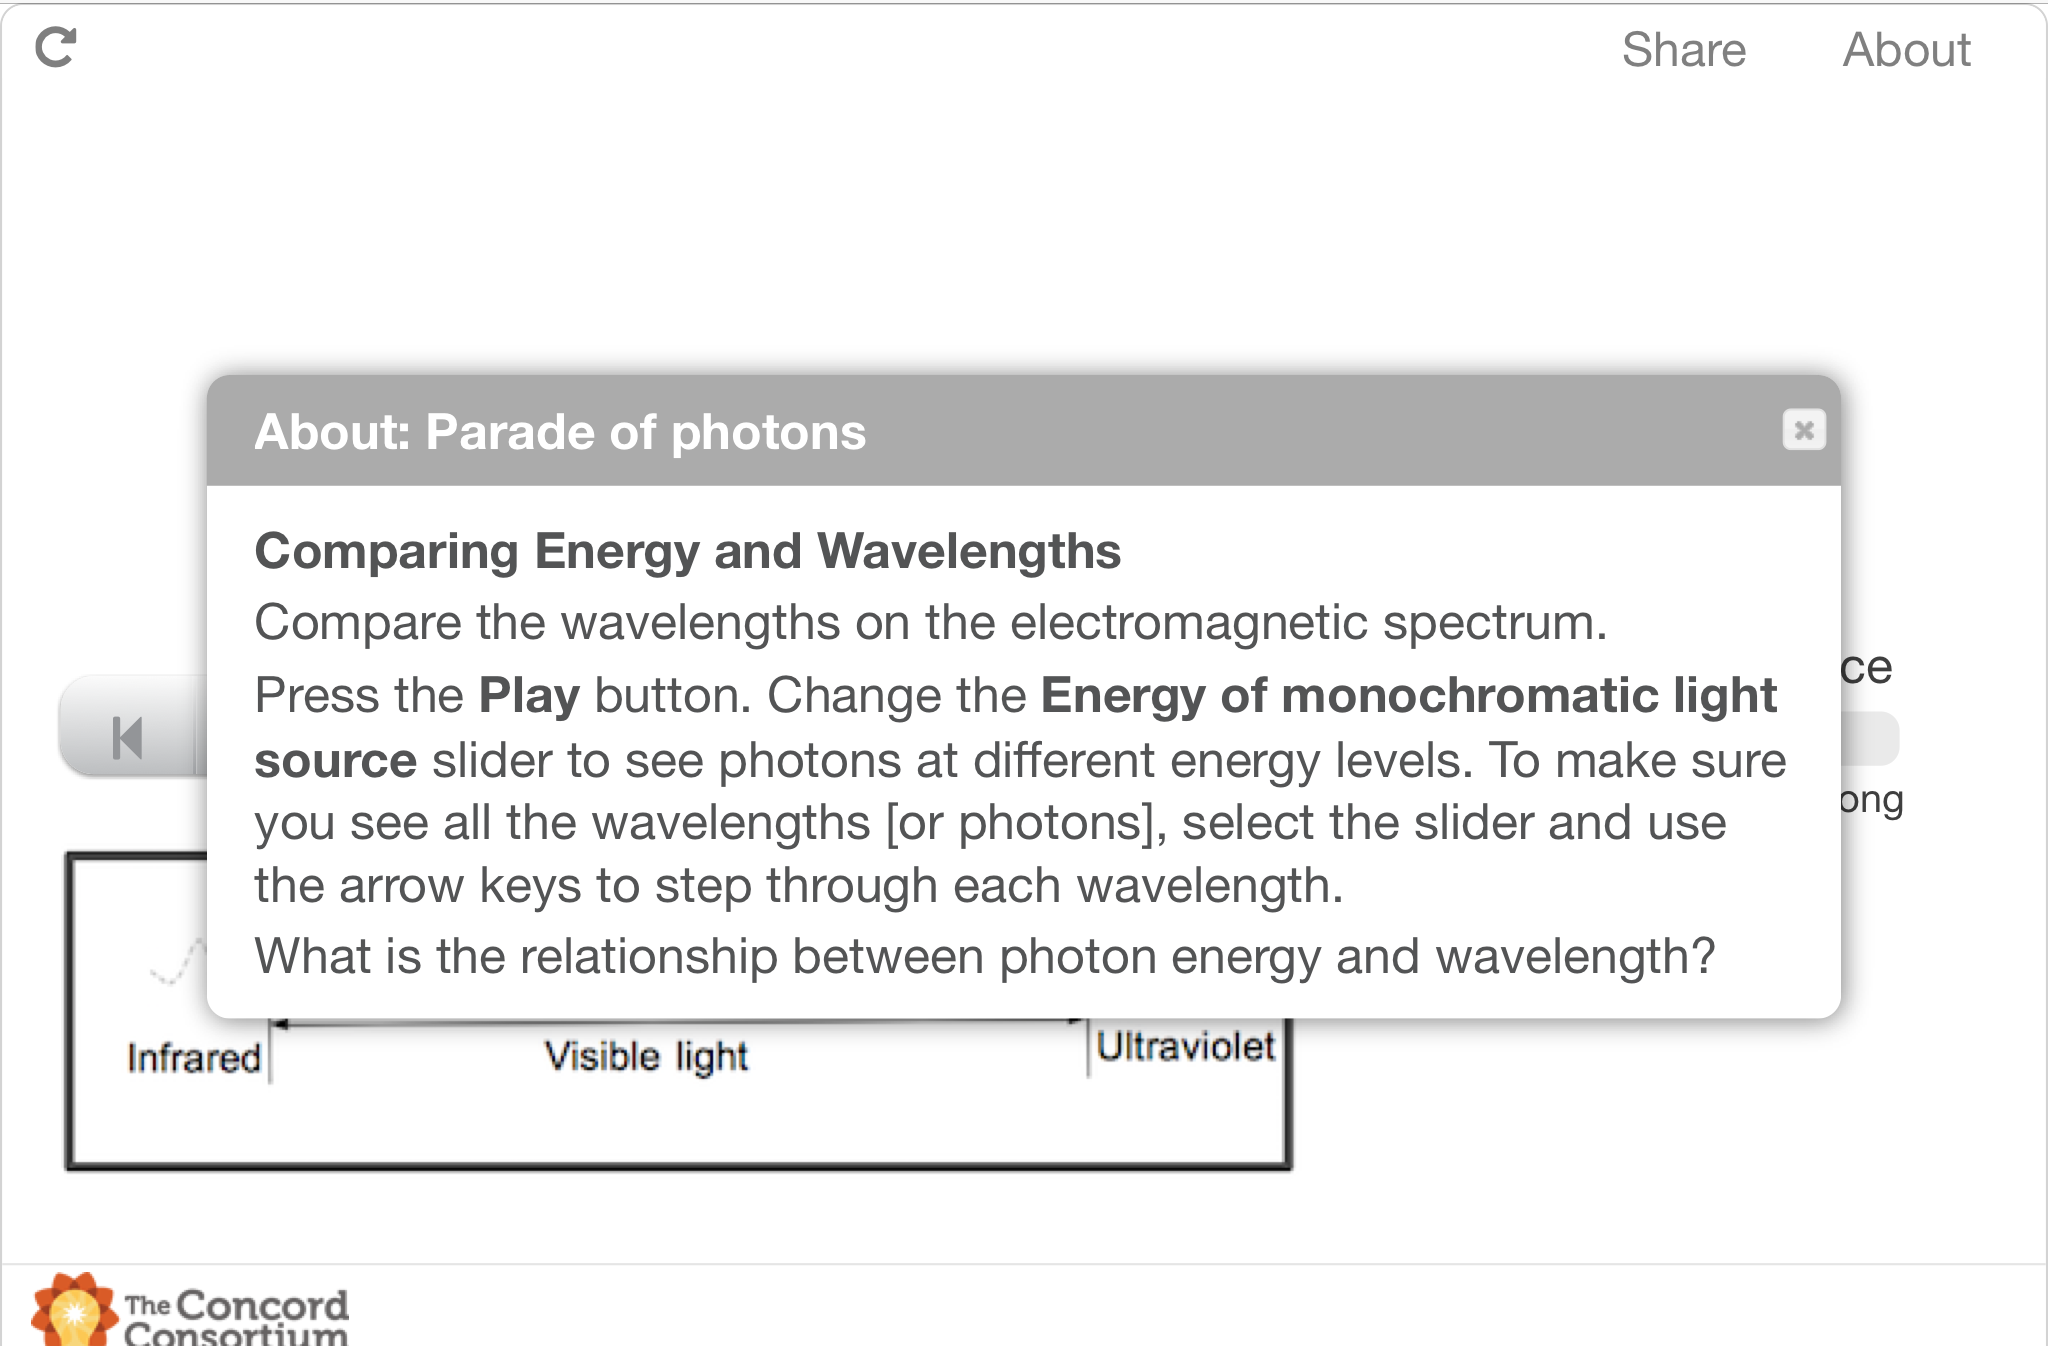 Share About
About: Parade of photons
Comparing Energy and Wavelengths
Compare the wavelengths on the electromagnetic spectrum.
Press the Play button. Change the Energy of monochromatic light
source slider to see photons at different energy levels. To make sure
you see all the wavelengths [or photons], select the slider and use
the arrow keys to step through each wavelength.
What is the relationship between photon energy and wavelength?
ce
ong
Infrared Visible light Ultraviolet
The Concord
Consortium